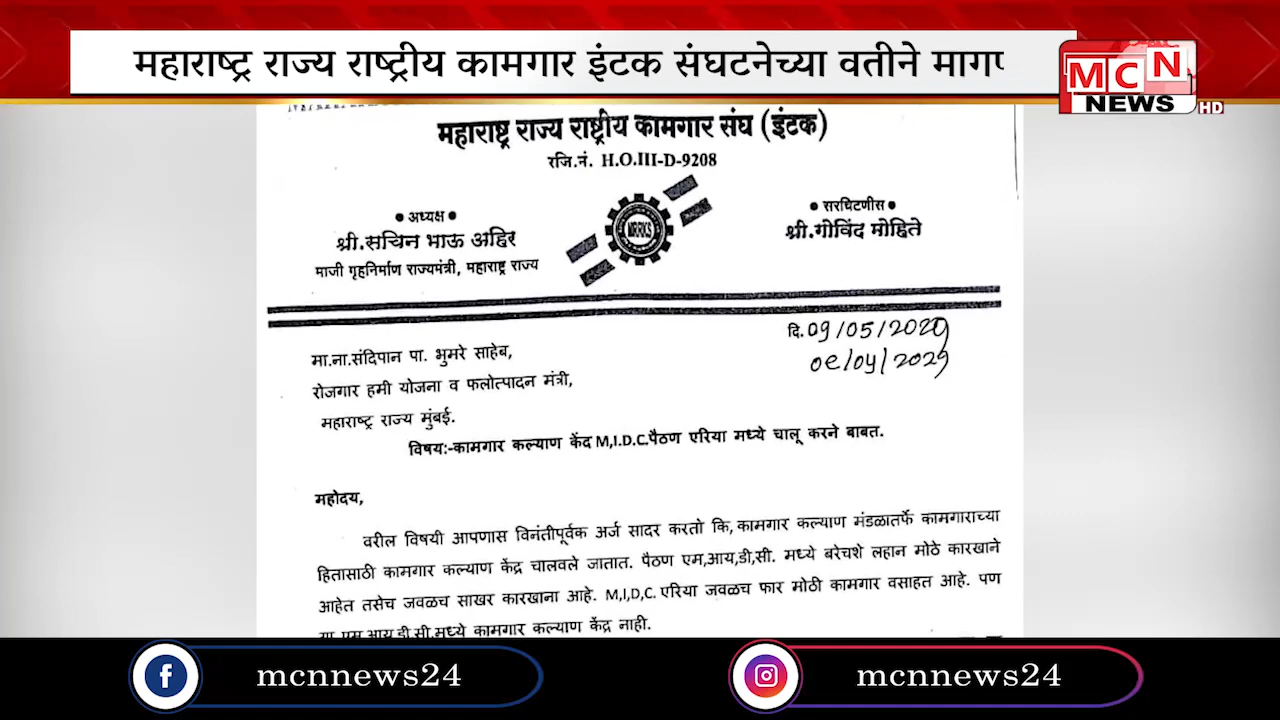 महाराष्ट्र राज्य राष्ट्रीय कामगार इंटक संघटनेच्या वतीने माग
MCN
NEWS HD
महाराष्ट्र राज्य राष्ट्रीय कामगार संघ (इंटक)
रजि.नं. H.O.III-D-9208
● अध्यक्ष ●
श्री.सचिन भाऊ अहिर
माजी गृहनिर्माण राज्यमंत्री, महाराष्ट्र राज्य
MRRKS
● सरचिटणीस ●
श्री.गोविंद मोहिते
दि.
मा.ना.संदिपान पा. भुमरे साहेब,
रोजगार हमी योजना व फलोत्पादन मंत्री,
महाराष्ट्र राज्य मुंबई.
विषय:-कामगार कल्याण केंद M,I.D.C.पैठण एरिया मध्ये चालू करने बाबत.
महोदय,
वरील विषयी आपणास विनंतीपूर्वक अर्ज सादर करतो कि, कामगार कल्याण मंडळातर्फे कामगाराच्या
हितासाठी कामगार कल्याण केंद्र चालवले जातात. पैठण एम,आय,डी,सी. मध्ये बरेचशे लहान मोठे कारखाने
आहेत तसेच जवळच साखर कारखाना आहे. M,I,D,C. एरिया जवळच फार मोठी कामगार वसाहत आहे. पण
या एम.आय.डी.सी.मध्ये कामगार कल्याण केंद्र नाही.
mcnnews24
mcnnews24